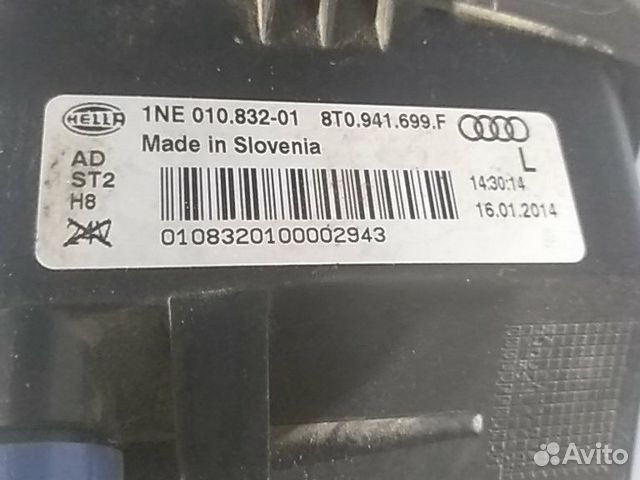 HELLA
1NE 010.832-01 8T0.941.699.F
Made in Slovenia
AD
ST2
H8
24V
L
14:30:14
16.01.2014
0108320100002943
Avito